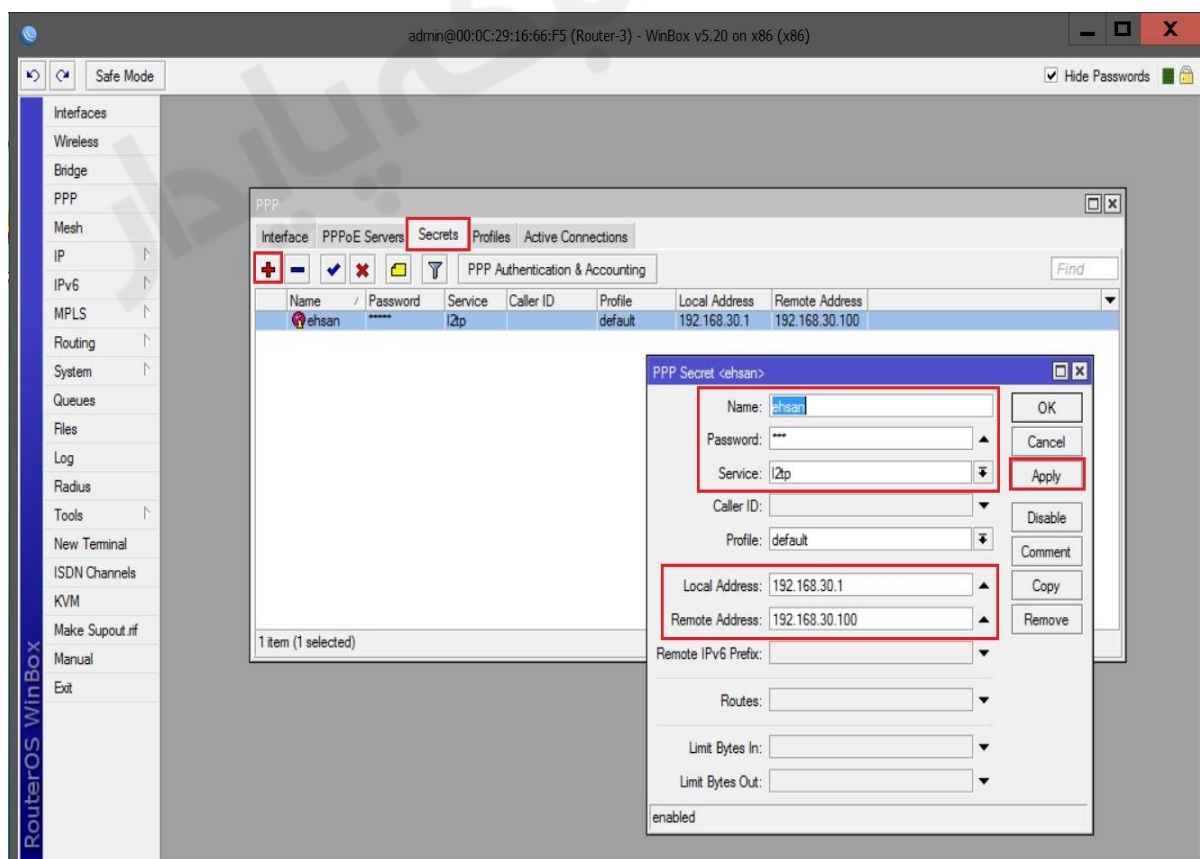 admin@00:0C:29:16:66:F5 (Router-3) - WinBox v5.20 on x86 (x86)
Safe Mode
Hide Passwords
Interfaces
Wireless
Bridge
PPP
Mesh
IP
IPv6
MPLS
Routing
System
Queues
Files
Log
Radius
Tools
New Terminal
ISDN Channels
KVM
Make Supout.rif
Manual
Exit
RouterOS WinBox
PPP
Interface PPPoE Servers Secrets Profiles Active Connections
PPP Authentication & Accounting Find
Name / Password Service Caller ID Profile Local Address Remote Address
ehsan ***** l2tp default 192.168.30.1 192.168.30.100
1 item (1 selected)
PPP Secret <ehsan>
Name: ehsan OK
Password: *** Cancel
Service: l2tp Apply
Caller ID: Disable
Profile: default Comment
Local Address: 192.168.30.1 Copy
Remote Address: 192.168.30.100 Remove
Remote IPv6 Prefix:
Routes:
Limit Bytes In:
Limit Bytes Out:
enabled